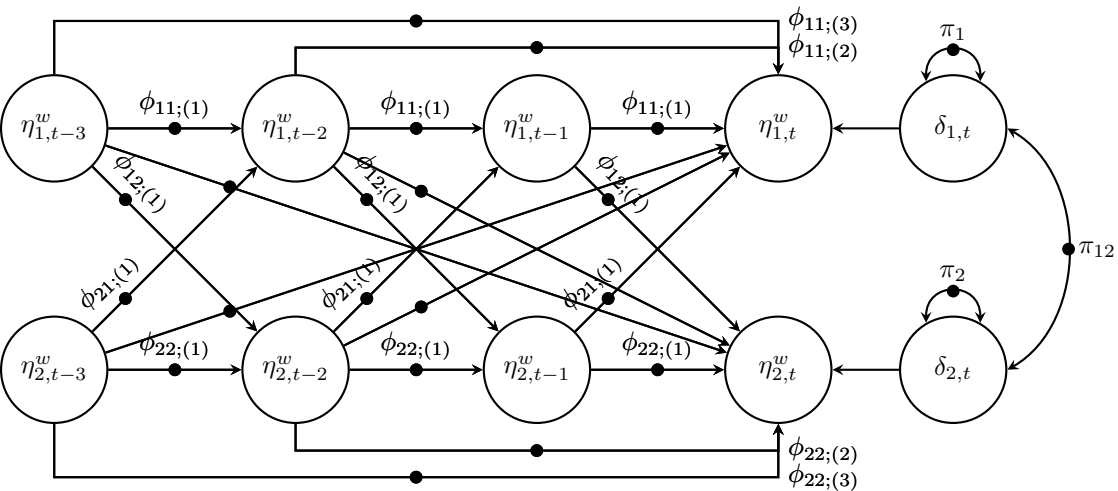 ϕ₁₁;₍₃₎
ϕ₁₁;₍₂₎
π₁
ϕ₁₁;₍₁₎ ϕ₁₁;₍₁₎ ϕ₁₁;₍₁₎
η^w_{1,t−3} η^w_{1,t−2} η^w_{1,t−1} η^w_{1,t} δ_{1,t}
ϕ₁₂;₍₁₎ ϕ₁₂;₍₁₎ ϕ₁₂;₍₁₎
π₁₂
ϕ₂₁;₍₁₎ ϕ₂₁;₍₁₎ ϕ₂₁;₍₁₎
π₂
ϕ₂₂;₍₁₎ ϕ₂₂;₍₁₎ ϕ₂₂;₍₁₎
η^w_{2,t−3} η^w_{2,t−2} η^w_{2,t−1} η^w_{2,t} δ_{2,t}
ϕ₂₂;₍₂₎
ϕ₂₂;₍₃₎